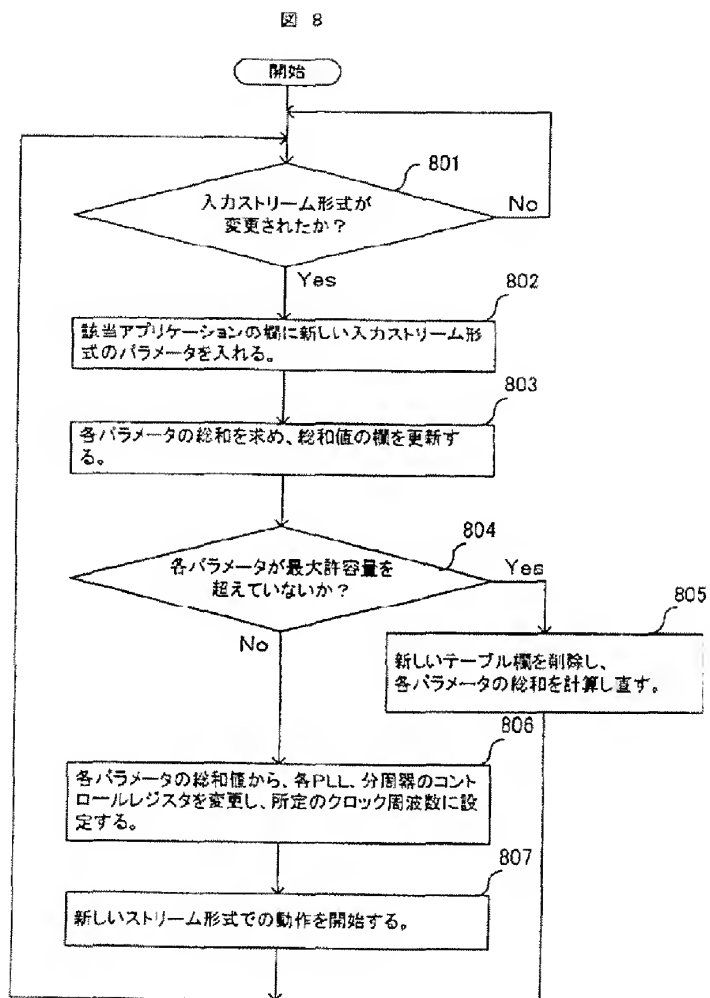 図 8
開始
801
入力ストリーム形式が
変更されたか？
No
Yes
802
該当アプリケーションの欄に新しい入力ストリーム形
式のパラメータを入れる。
803
各パラメータの総和を求め、総和値の欄を更新す
る。
804
各パラメータが最大許容量を
超えていないか？
Yes
No
805
新しいテーブル欄を削除し、
各パラメータの総和を計算し直す。
806
各パラメータの総和値から、各PLL、分周器のコント
ロールレジスタを変更し、所定のクロック周波数に設
定する。
807
新しいストリーム形式での動作を開始する。